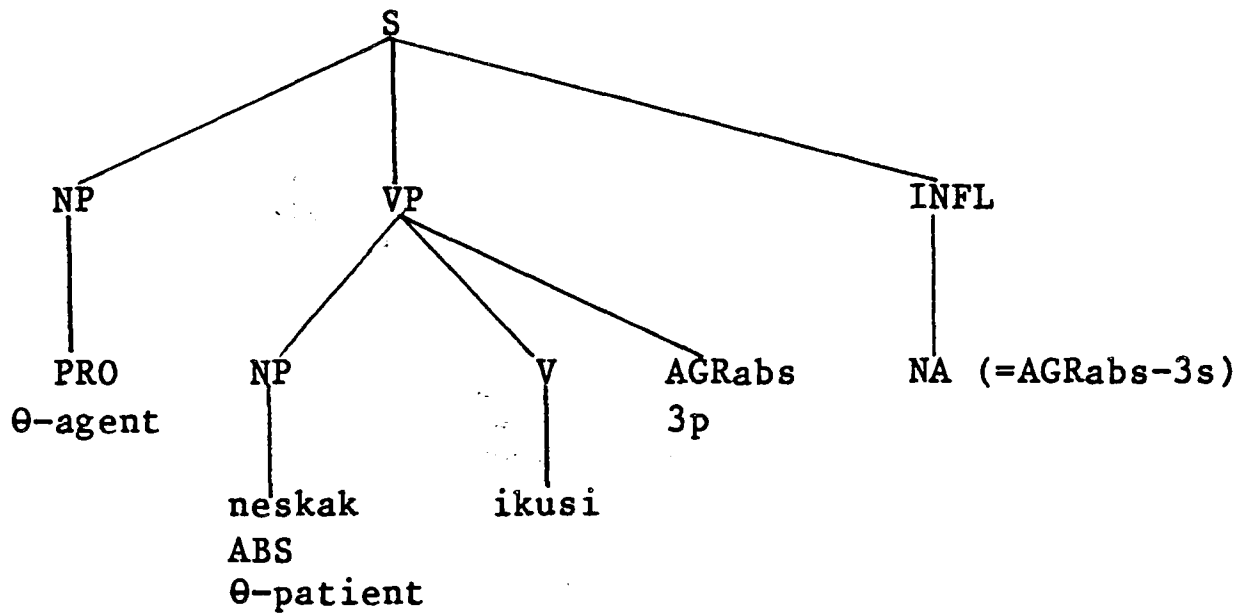 S
NP VP INFL
PRO NP V AGRabs NA (=AGRabs-3s)
θ-agent 3p
neskak ikusi
ABS
θ-patient